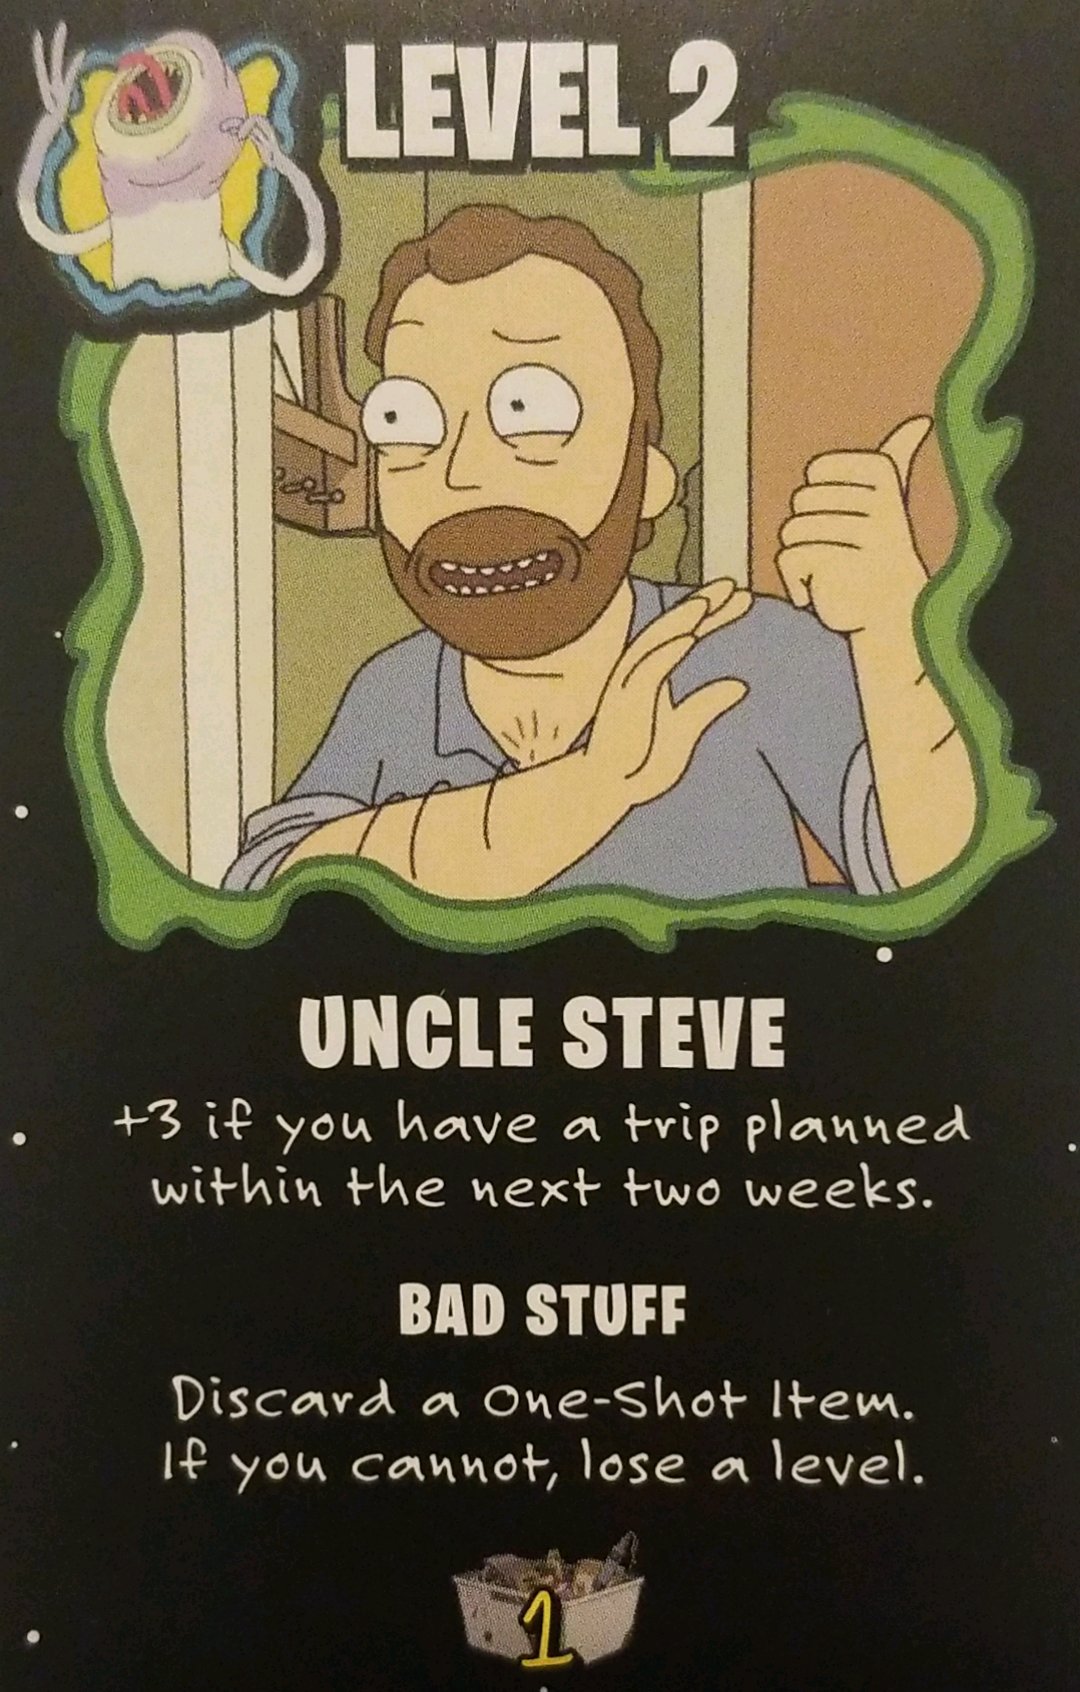 LEVEL 2
UNCLE STEVE
+3 if you have a trip planned
within the next two weeks.
BAD STUFF
Discard a One-Shot Item.
If you cannot, lose a level.
1